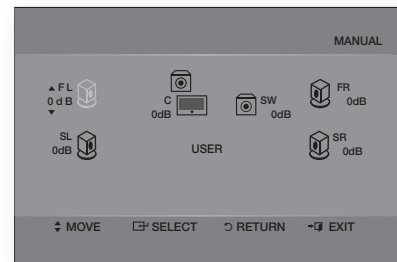 MANUAL
FL
0dB
C
0dB
SW
0dB
FR
0dB
SL
0dB
USER
SR
0dB
MOVE SELECT RETURN EXIT